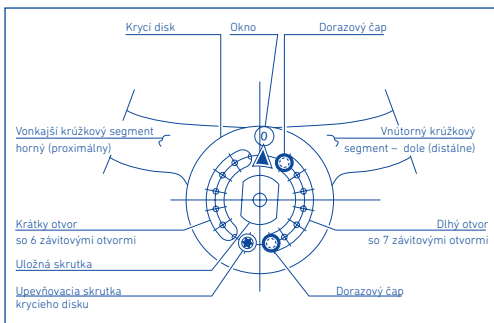 Krycí disk
Okno
Dorazový čap
Vonkajší krúžkový segment
horný (proximálny)
Vnútorný krúžkový
segment – dole (distálne)
0
Krátky otvor
so 6 závitovými otvormi
Dlhý otvor
so 7 závitovými otvormi
Uložná skrutka
Upevňovacia skrutka
krycieho disku
Dorazový čap